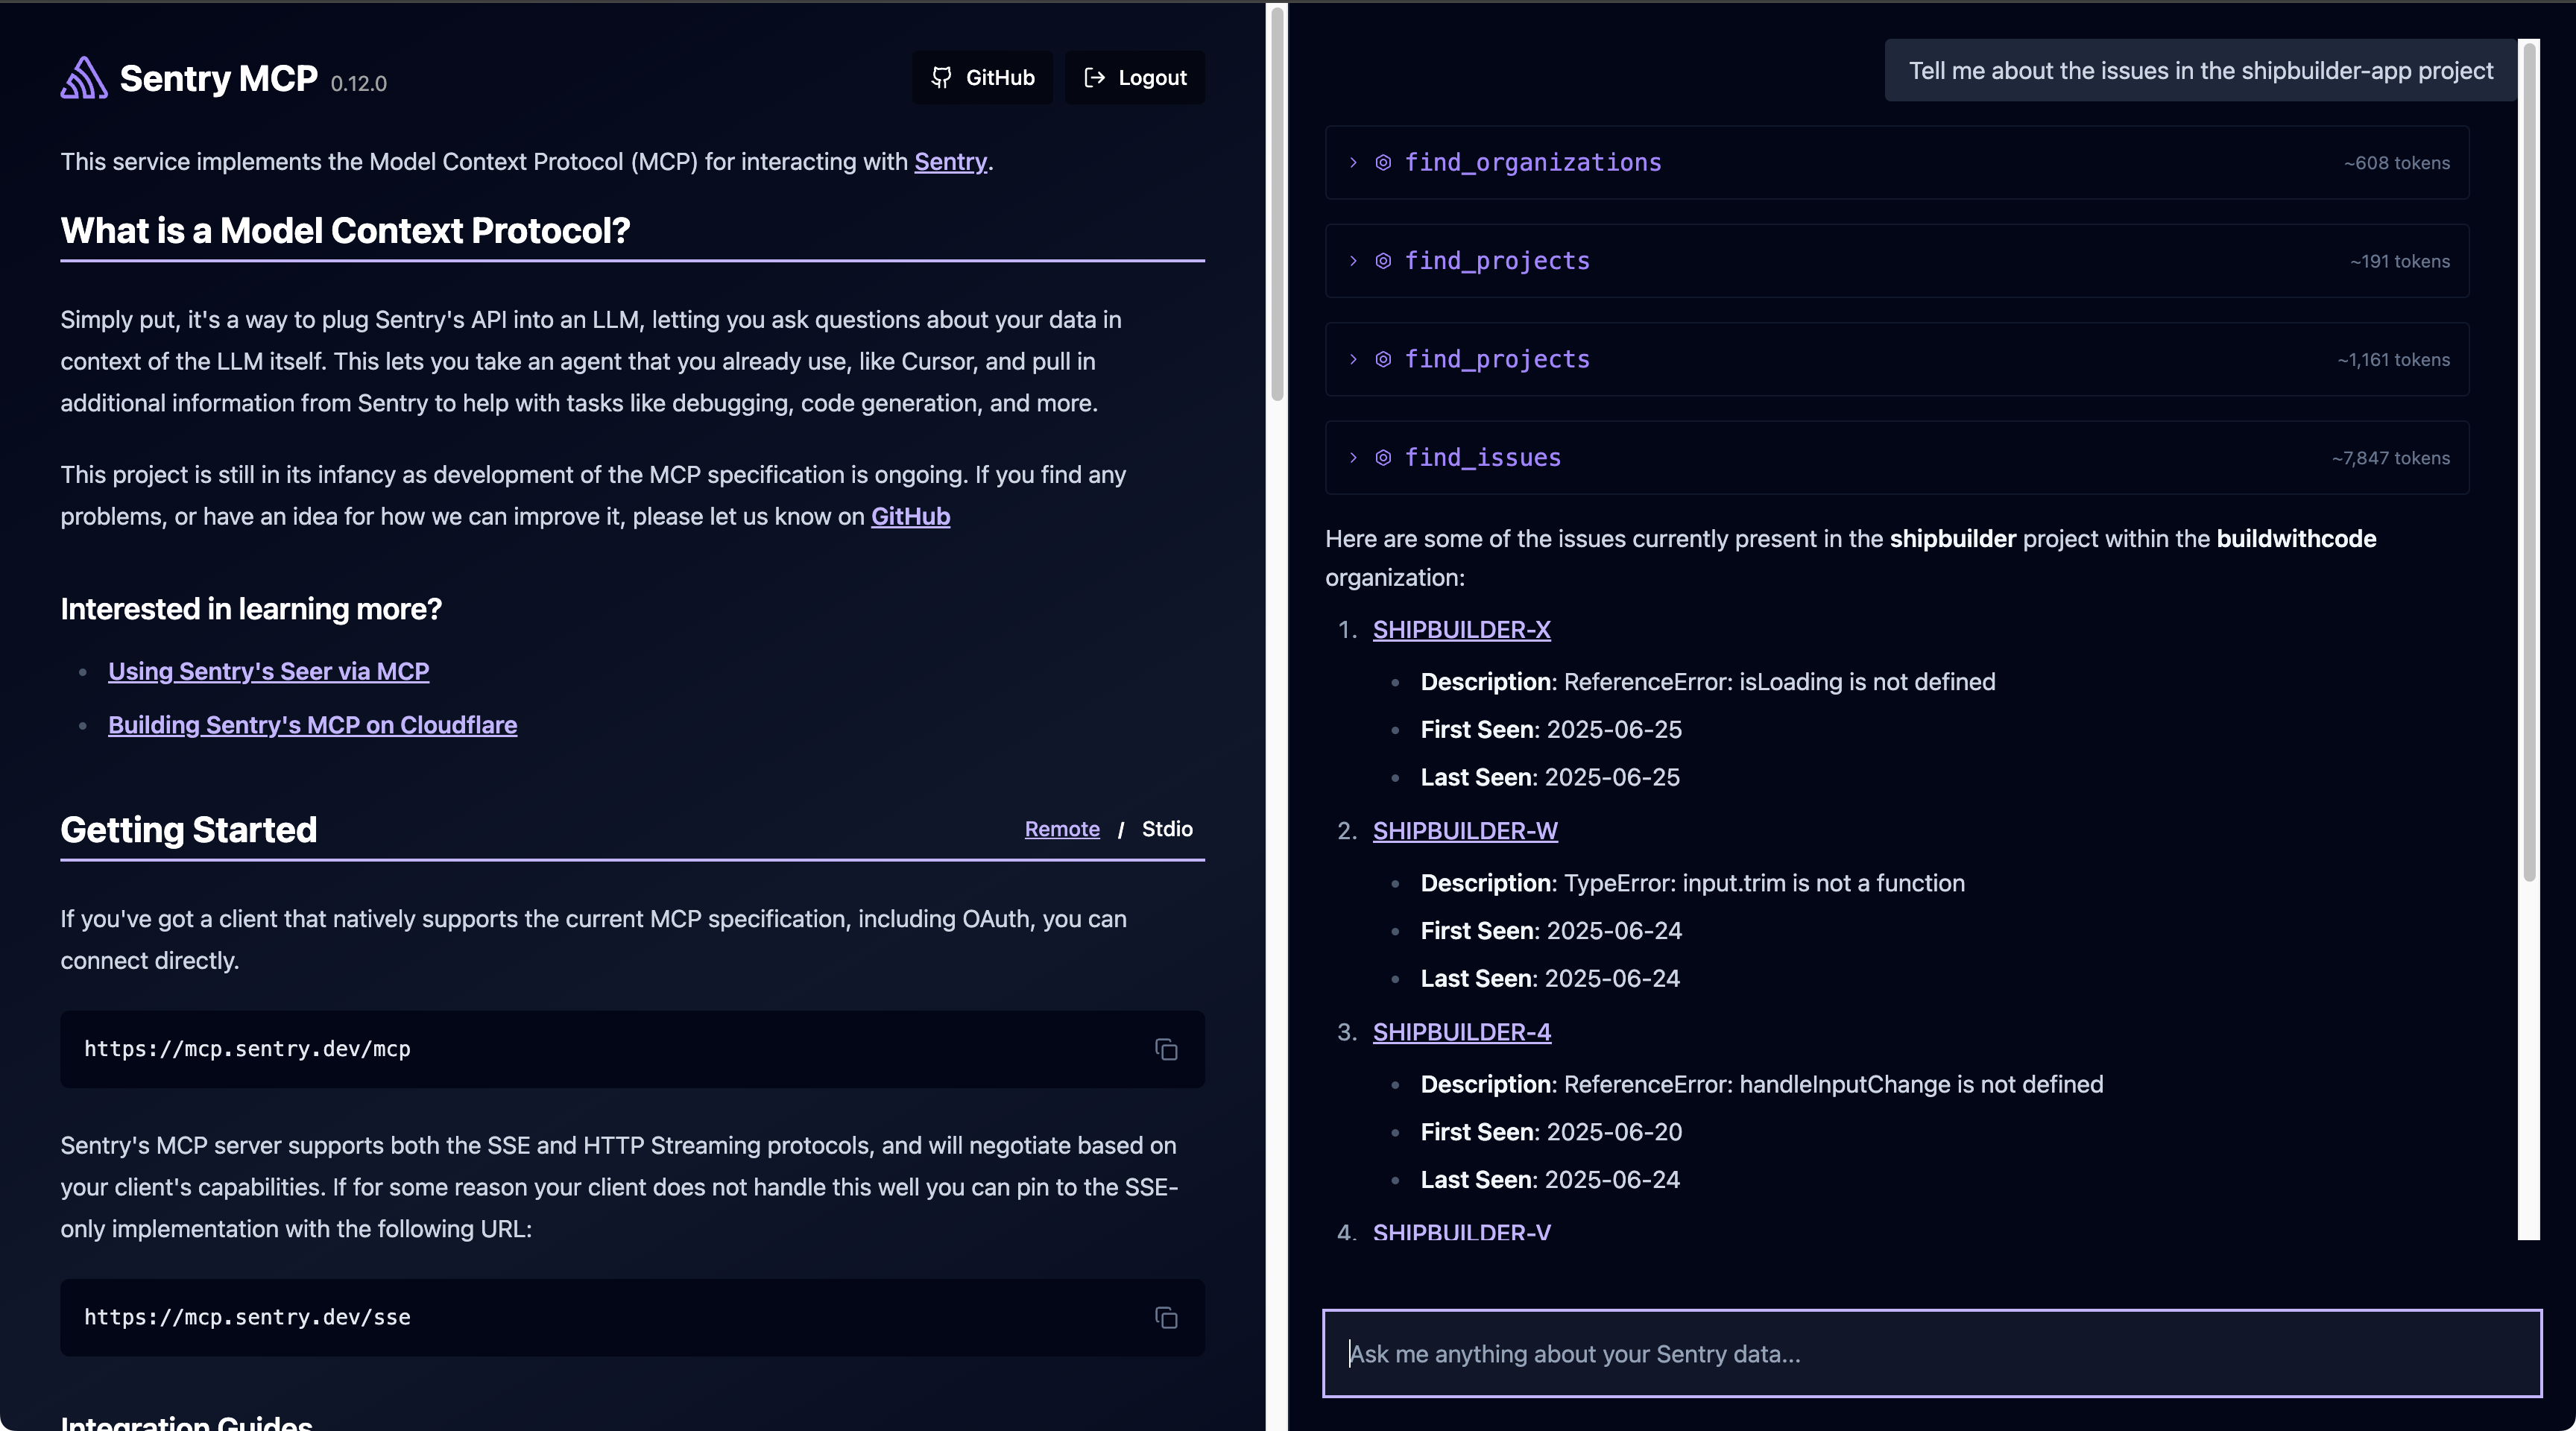 Sentry MCP 0.12.0
GitHub
Logout
This service implements the Model Context Protocol (MCP) for interacting with Sentry.
What is a Model Context Protocol?
Simply put, it's a way to plug Sentry's API into an LLM, letting you ask questions about your data in
context of the LLM itself. This lets you take an agent that you already use, like Cursor, and pull in
additional information from Sentry to help with tasks like debugging, code generation, and more.
This project is still in its infancy as development of the MCP specification is ongoing. If you find any
problems, or have an idea for how we can improve it, please let us know on GitHub
Interested in learning more?
Using Sentry's Seer via MCP
Building Sentry's MCP on Cloudflare
Getting Started
Remote / Stdio
If you've got a client that natively supports the current MCP specification, including OAuth, you can
connect directly.
https://mcp.sentry.dev/mcp
Sentry's MCP server supports both the SSE and HTTP Streaming protocols, and will negotiate based on
your client's capabilities. If for some reason your client does not handle this well you can pin to the SSE-
only implementation with the following URL:
https://mcp.sentry.dev/sse
Integration Guides
Tell me about the issues in the shipbuilder-app project
find_organizations ~608 tokens
find_projects ~191 tokens
find_projects ~1,161 tokens
find_issues ~7,847 tokens
Here are some of the issues currently present in the shipbuilder project within the buildwithcode
organization:
1. SHIPBUILDER-X
• Description: ReferenceError: isLoading is not defined
• First Seen: 2025-06-25
• Last Seen: 2025-06-25
2. SHIPBUILDER-W
• Description: TypeError: input.trim is not a function
• First Seen: 2025-06-24
• Last Seen: 2025-06-24
3. SHIPBUILDER-4
• Description: ReferenceError: handleInputChange is not defined
• First Seen: 2025-06-20
• Last Seen: 2025-06-24
4. SHIPBUILDER-V
Ask me anything about your Sentry data...